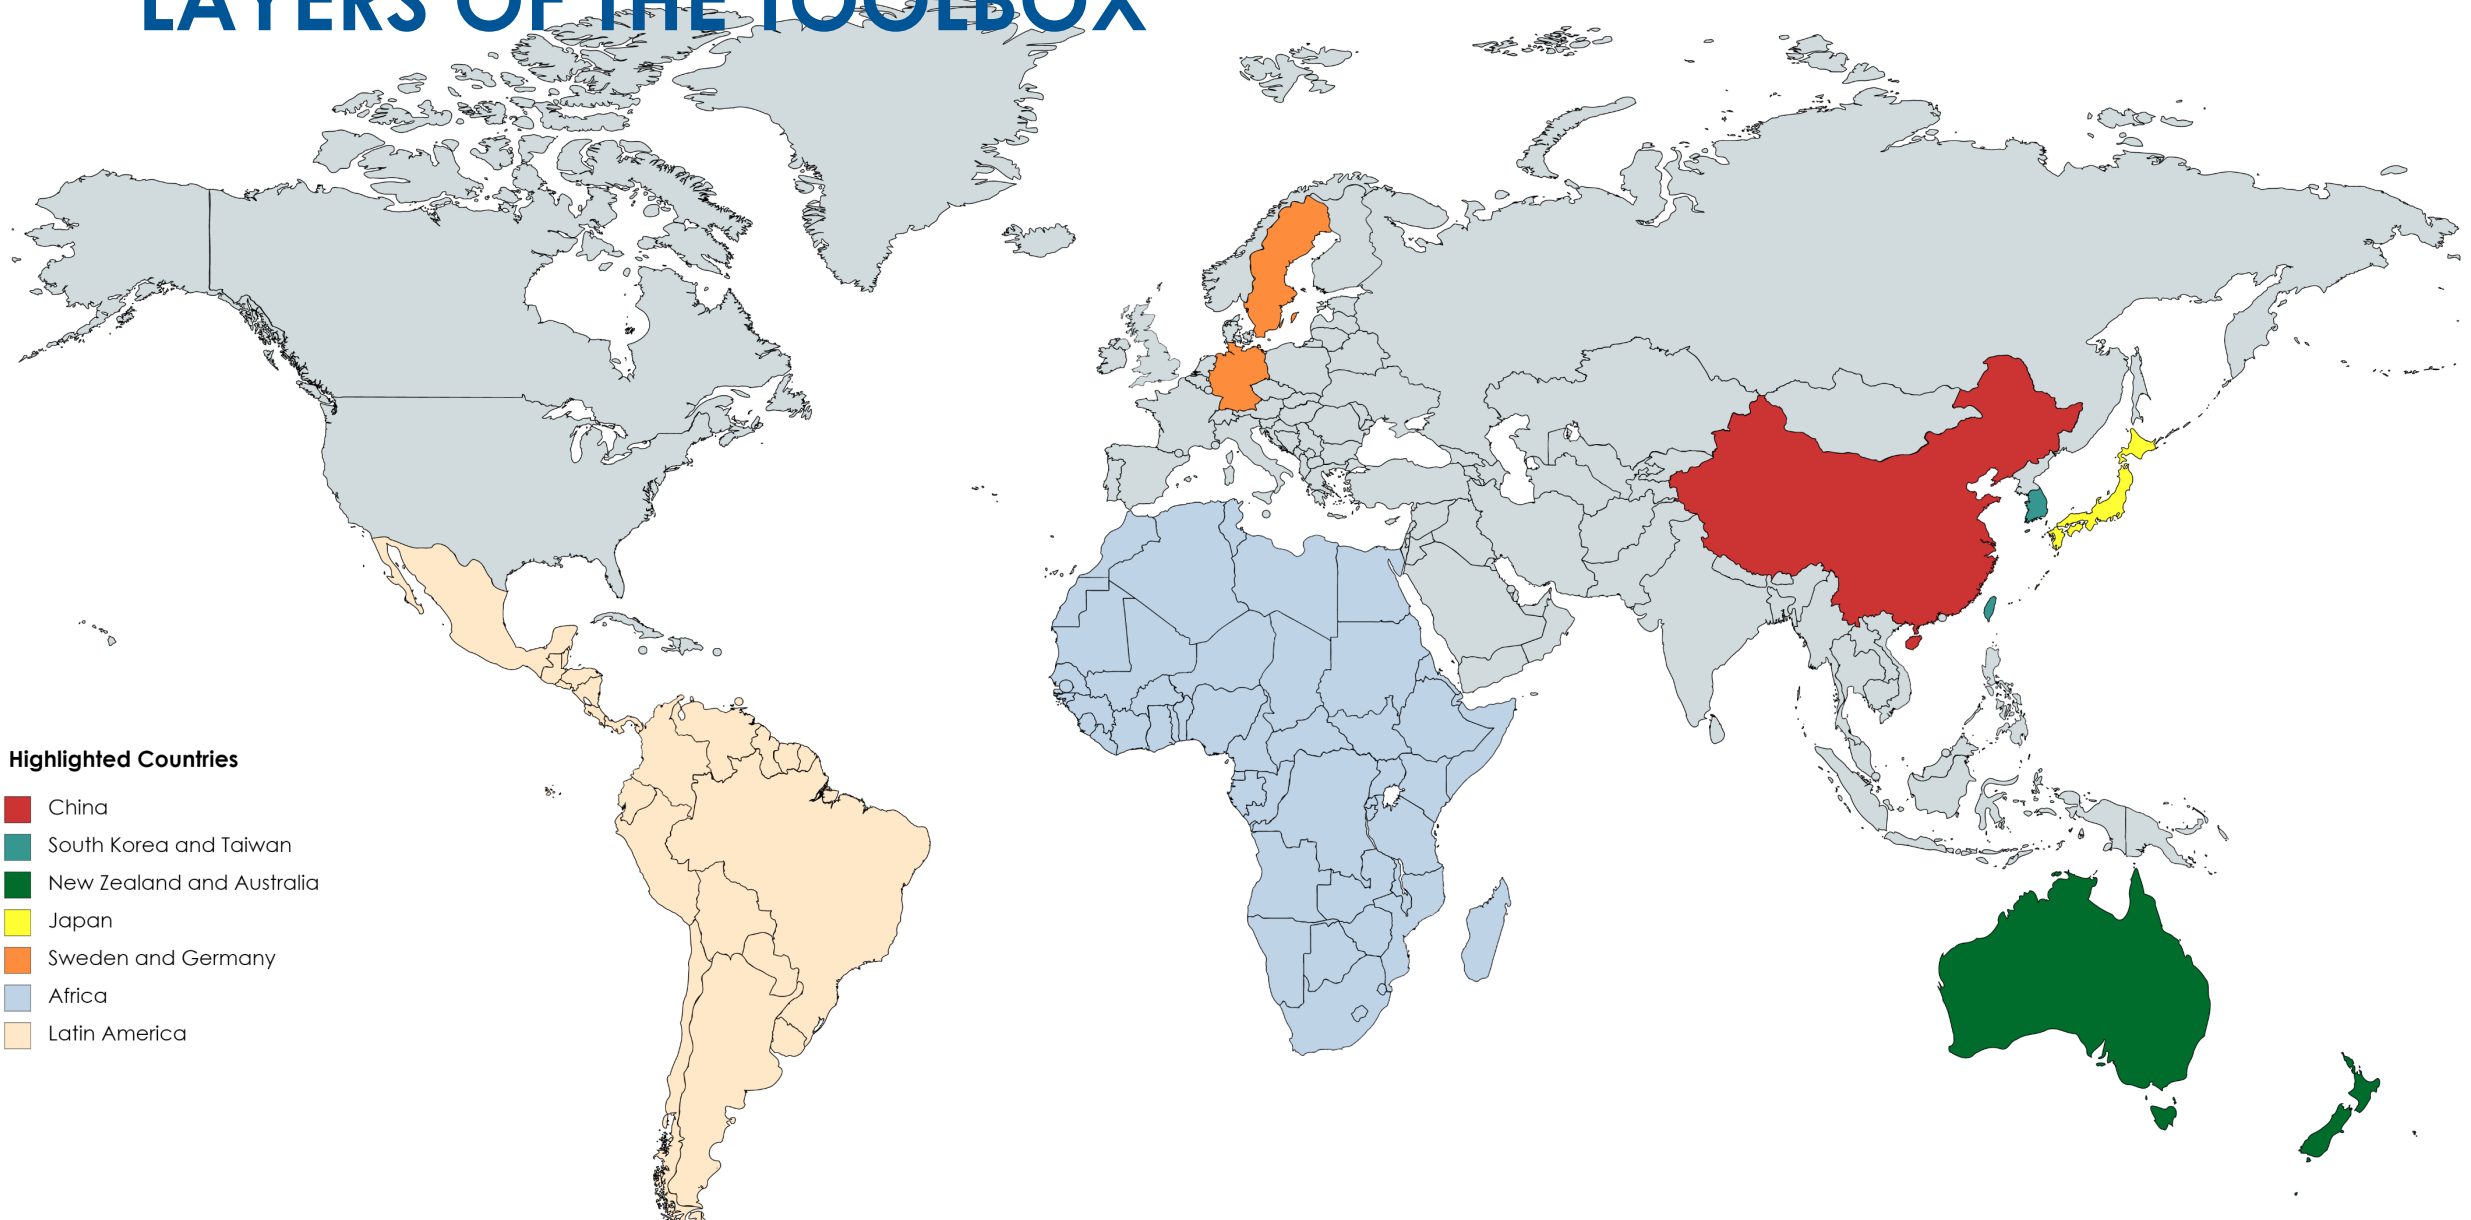 LAYERS OF THE TOOLBOX
Highlighted Countries
China
South Korea and Taiwan
New Zealand and Australia
Japan
Sweden and Germany
Africa
Latin America